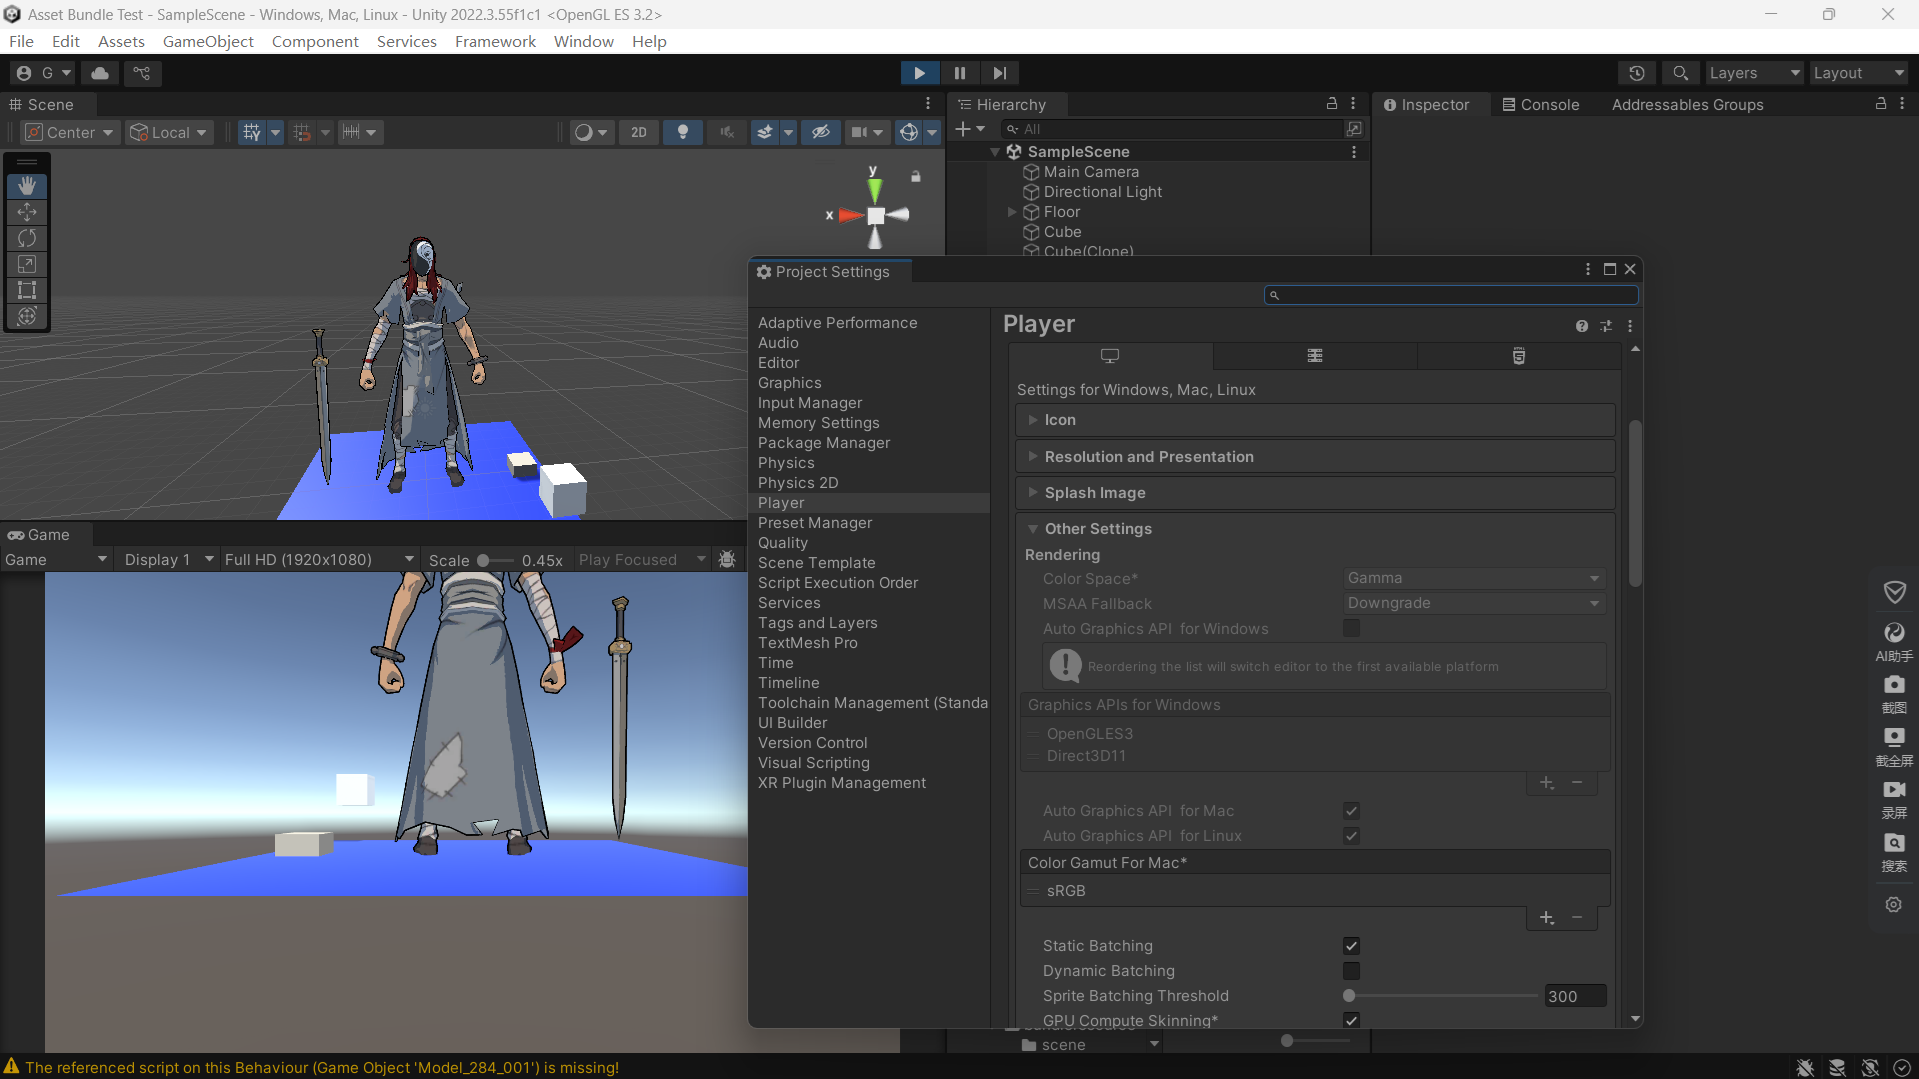 Asset Bundle Test - SampleScene - Windows, Mac, Linux - Unity 2022.3.55f1c1 <OpenGL ES 3.2>
File Edit Assets GameObject Component Services Framework Window Help
G
Layers
Layout
Scene
Hierarchy
Inspector
Console
Addressables Groups
Center
Local
2D
All
SampleScene
Main Camera
Directional Light
Floor
Cube
Cube(Clone)
y
x
Project Settings
Adaptive Performance
Audio
Editor
Graphics
Input Manager
Memory Settings
Package Manager
Physics
Physics 2D
Player
Preset Manager
Quality
Scene Template
Script Execution Order
Services
Tags and Layers
TextMesh Pro
Time
Timeline
Toolchain Management (Standa
UI Builder
Version Control
Visual Scripting
XR Plugin Management
Player
Settings for Windows, Mac, Linux
Icon
Resolution and Presentation
Splash Image
Other Settings
Rendering
Color Space* Gamma
MSAA Fallback Downgrade
Auto Graphics API for Windows
Reordering the list will switch editor to the first available platform
Graphics APIs for Windows
OpenGLES3
Direct3D11
Auto Graphics API for Mac
Auto Graphics API for Linux
Color Gamut For Mac*
sRGB
Static Batching
Dynamic Batching
Sprite Batching Threshold 300
GPU Compute Skinning*
Game
Game Display 1 Full HD (1920x1080) Scale 0.45x Play Focused
scene
AI助手
截图
截全屏
录屏
搜索
The referenced script on this Behaviour (Game Object 'Model_284_001') is missing!